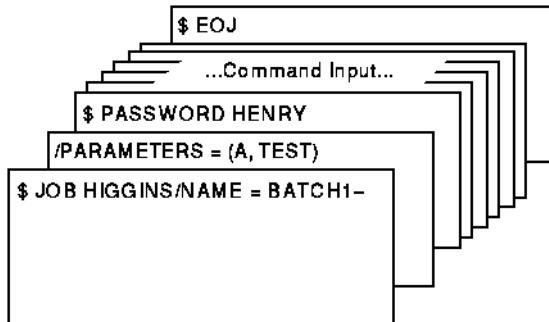 $ EOJ
...Command Input...
$ PASSWORD HENRY
/PARAMETERS = (A, TEST)
$ JOB HIGGINS/NAME = BATCH1–